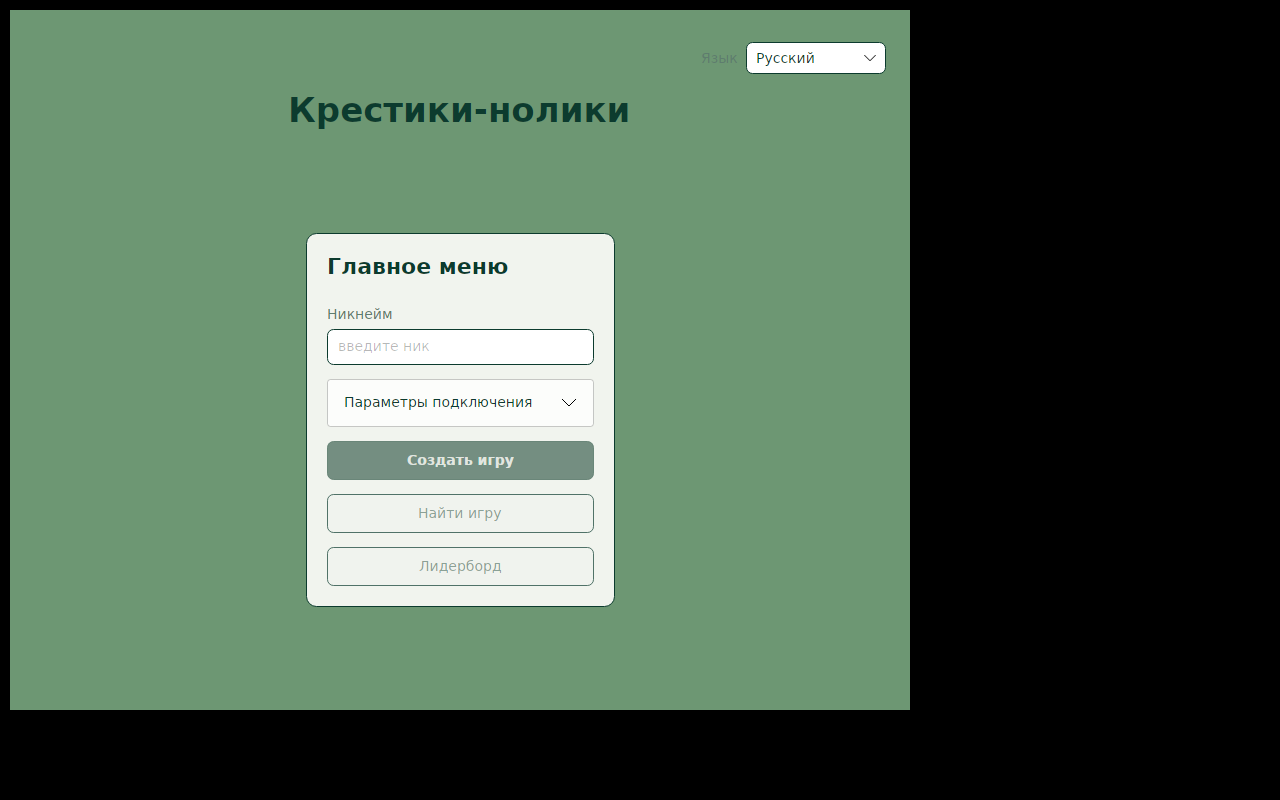 Язык
Русский
Крестики-нолики
Главное меню
Никнейм
введите ник
Параметры подключения
Создать игру
Найти игру
Лидерборд